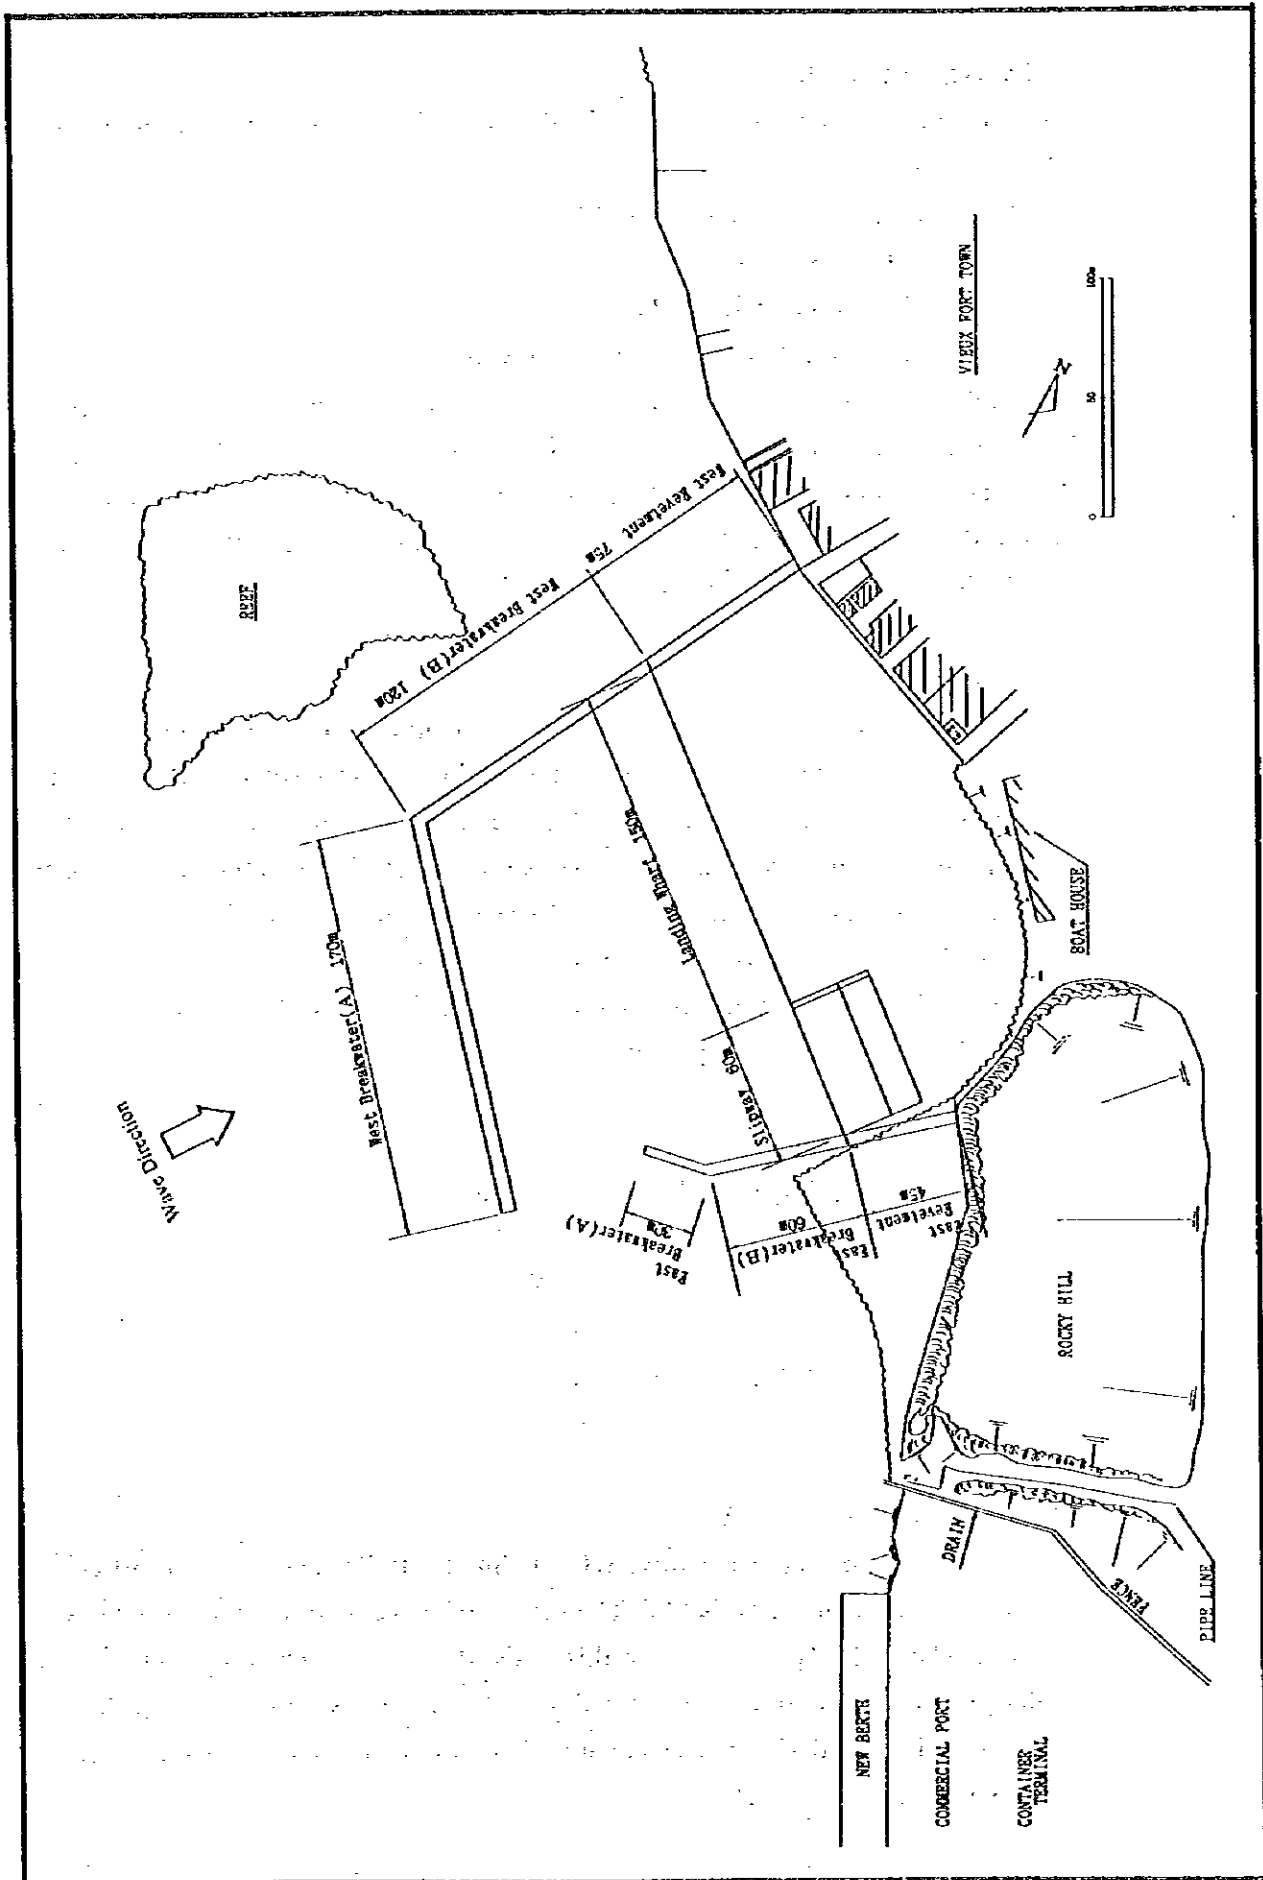 REEF
Wave Direction
West Breakwater(A) 170m
West Breakwater(B) 120m
West Revetment 75m
Landing Wharf 150m
Slipway 60m
East
Breakwater(A)
30m
East
Breakwater(B)
60m
East
Revetment
45m
VIEUX FORT TOWN
N
0
50
100m
BOAT HOUSE
ROCKY HILL
DRAIN
FENCE
PIPE LINE
NEW BERTH
COMMERCIAL PORT
CONTAINER
TERMINAL